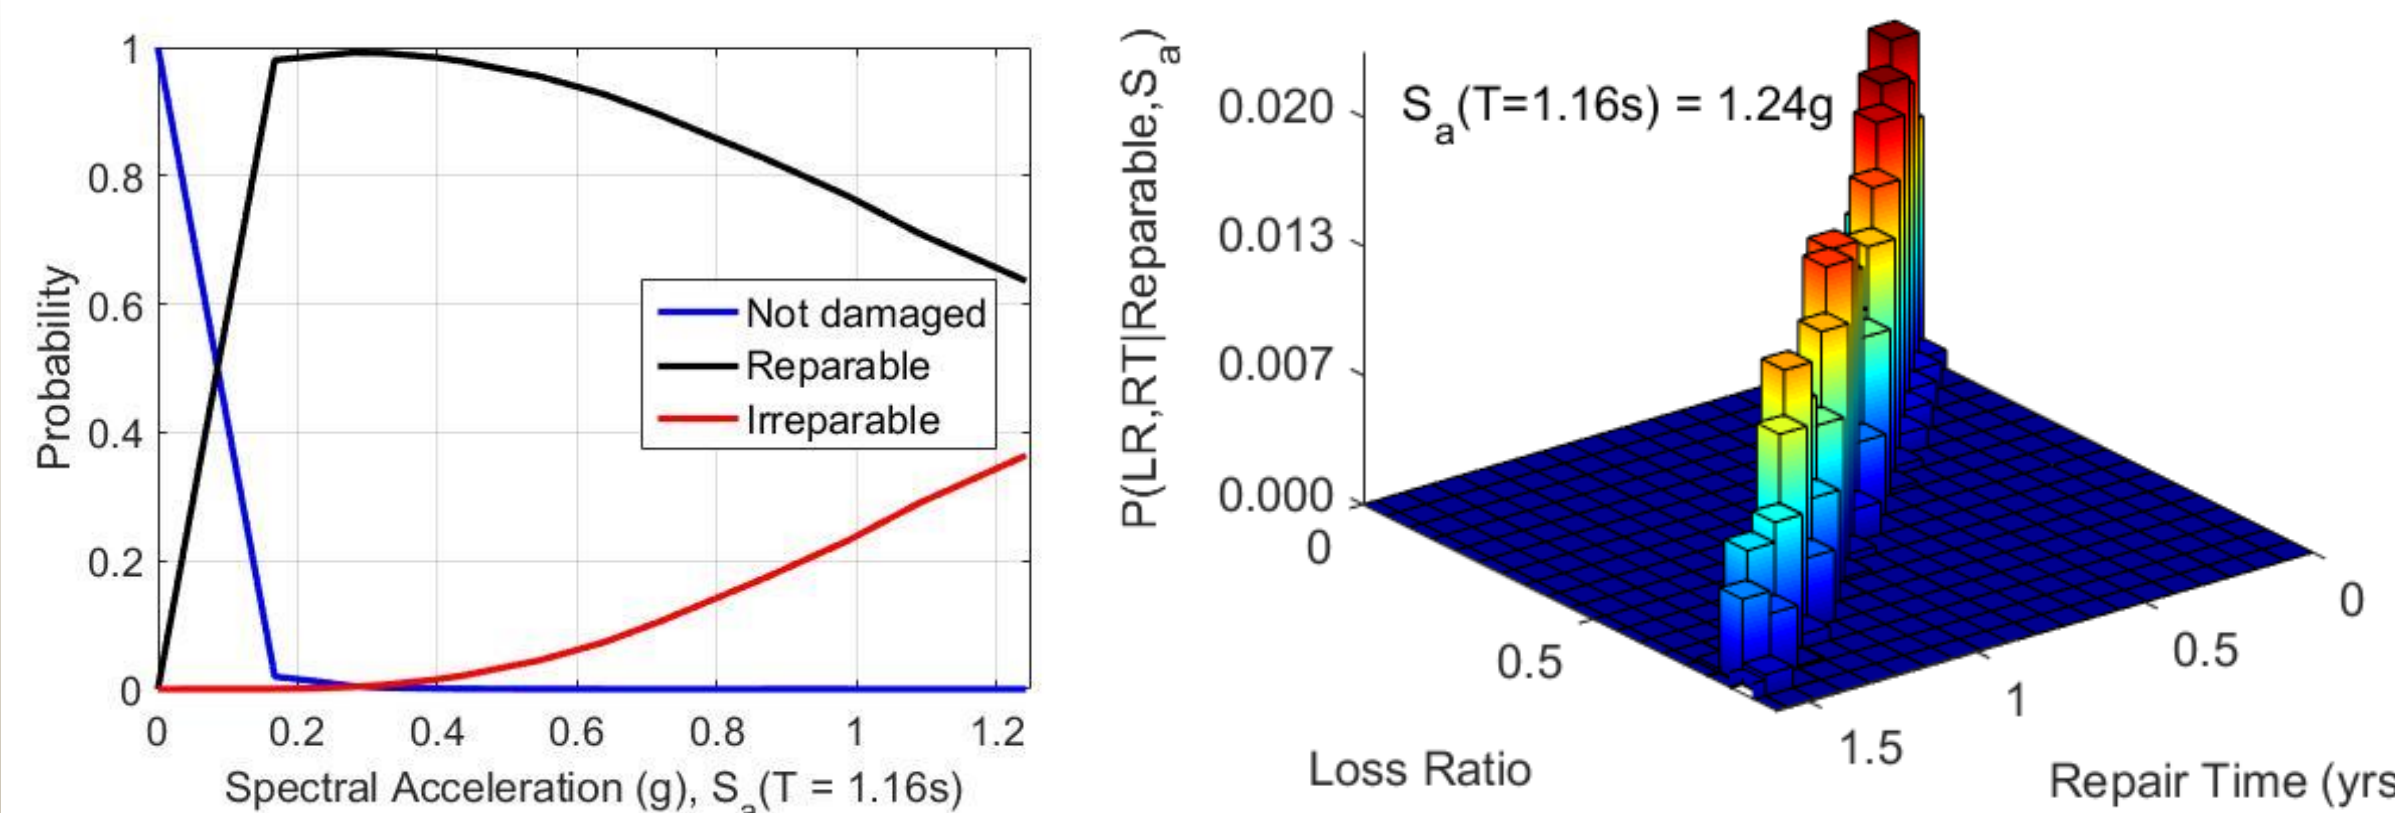 Probability
1
0.8
0.6
0.4
0.2
0
0 0.2 0.4 0.6 0.8 1 1.2
Spectral Acceleration (g), Sa(T = 1.16s)
Not damaged
Reparable
Irreparable
P(LR,RT|Reparable,Sa)
Sa(T=1.16s) = 1.24g
0.020
0.013
0.007
0.000
0
0.5
Loss Ratio
0
0.5
1
1.5
Repair Time (yrs